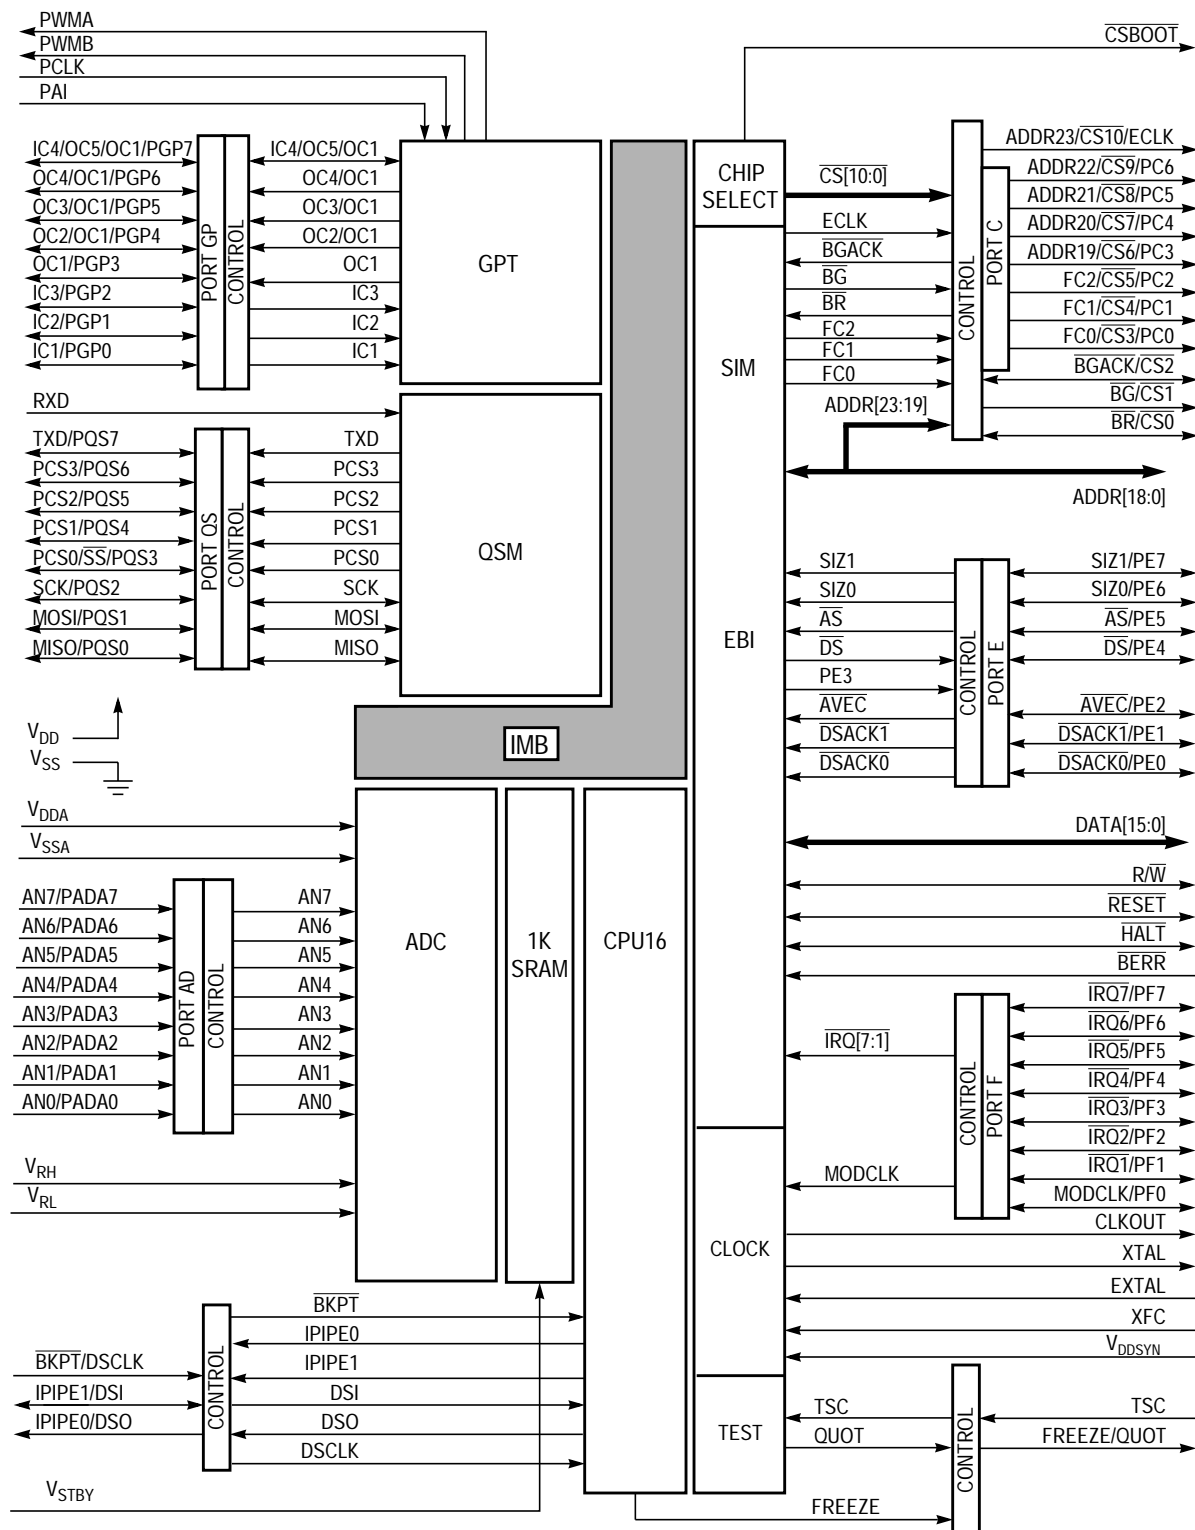 PWMA
PWMB
PCLK
PAI
CSBOOT
IC4/OC5/OC1/PGP7
OC4/OC1/PGP6
OC3/OC1/PGP5
OC2/OC1/PGP4
OC1/PGP3
IC3/PGP2
IC2/PGP1
IC1/PGP0
PORT GP
CONTROL
IC4/OC5/OC1
OC4/OC1
OC3/OC1
OC2/OC1
OC1
IC3
IC2
IC1
GPT
RXD
TXD/PQS7
PCS3/PQS6
PCS2/PQS5
PCS1/PQS4
PCS0/SS/PQS3
SCK/PQS2
MOSI/PQS1
MISO/PQS0
PORT QS
CONTROL
TXD
PCS3
PCS2
PCS1
PCS0
SCK
MOSI
MISO
QSM
VDD
VSS
IMB
VDDA
VSSA
AN7/PADA7
AN6/PADA6
AN5/PADA5
AN4/PADA4
AN3/PADA3
AN2/PADA2
AN1/PADA1
AN0/PADA0
PORT AD
CONTROL
AN7
AN6
AN5
AN4
AN3
AN2
AN1
AN0
VRH
VRL
ADC
1K
SRAM
CPU16
BKPT/DSCLK
IPIPE1/DSI
IPIPE0/DSO
CONTROL
BKPT
IPIPE0
IPIPE1
DSI
DSO
DSCLK
VSTBY
CHIP
SELECT
SIM
EBI
CLOCK
TEST
CS[10:0]
ECLK
BGACK
BG
BR
FC2
FC1
FC0
ADDR[23:19]
CONTROL
PORT C
ADDR23/CS10/ECLK
ADDR22/CS9/PC6
ADDR21/CS8/PC5
ADDR20/CS7/PC4
ADDR19/CS6/PC3
FC2/CS5/PC2
FC1/CS4/PC1
FC0/CS3/PC0
BGACK/CS2
BG/CS1
BR/CS0
ADDR[18:0]
SIZ1
SIZ0
AS
DS
PE3
AVEC
DSACK1
DSACK0
CONTROL
PORT E
SIZ1/PE7
SIZ0/PE6
AS/PE5
DS/PE4
AVEC/PE2
DSACK1/PE1
DSACK0/PE0
DATA[15:0]
R/W
RESET
HALT
BERR
IRQ[7:1]
MODCLK
CONTROL
PORT F
IRQ7/PF7
IRQ6/PF6
IRQ5/PF5
IRQ4/PF4
IRQ3/PF3
IRQ2/PF2
IRQ1/PF1
MODCLK/PF0
CLKOUT
XTAL
EXTAL
XFC
VDDSYN
TSC
QUOT
FREEZE
CONTROL
TSC
FREEZE/QUOT